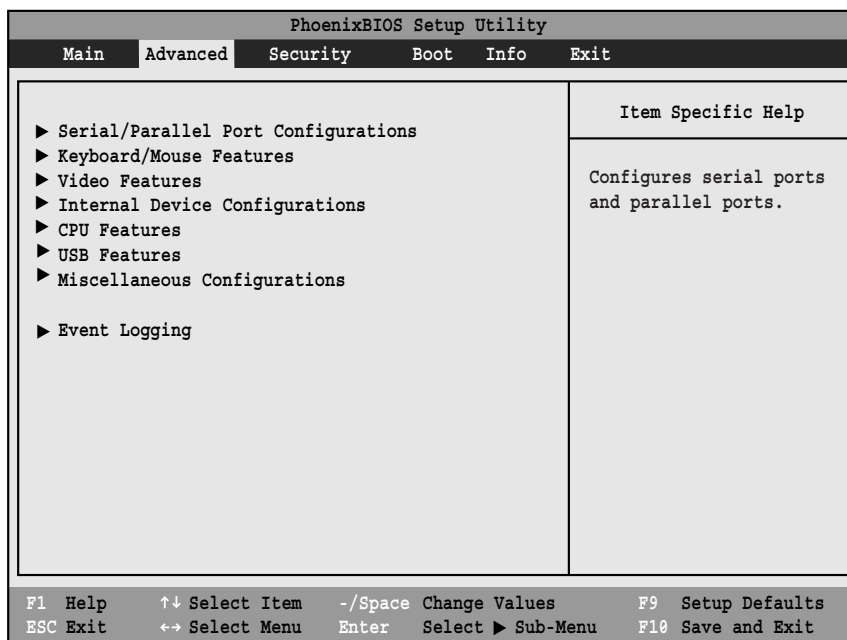 PhoenixBIOS Setup Utility
Main Advanced Security Boot Info Exit
Serial/Parallel Port Configurations
Keyboard/Mouse Features
Video Features
Internal Device Configurations
CPU Features
USB Features
Miscellaneous Configurations
Event Logging
Item Specific Help
Configures serial ports
and parallel ports.
F1 Help ↑↓ Select Item -/Space Change Values F9 Setup Defaults
ESC Exit ←→ Select Menu Enter Select ▶ Sub-Menu F10 Save and Exit